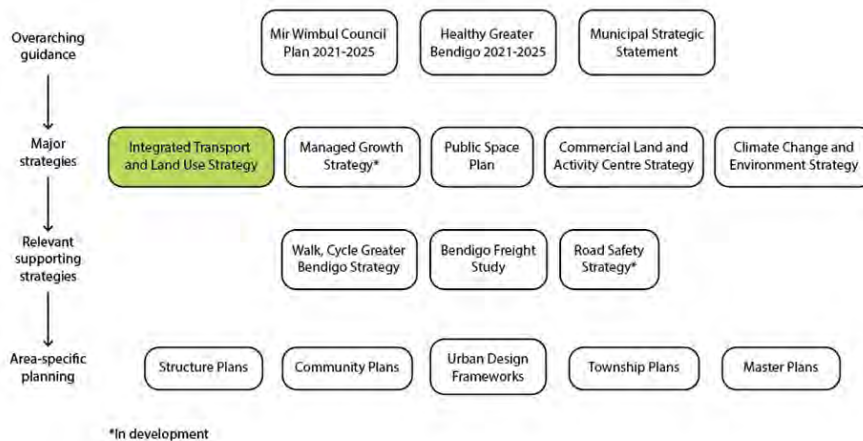 Overarching
guidance
Mir Wimbul Council
Plan 2021-2025
Healthy Greater
Bendigo 2021-2025
Municipal Strategic
Statement
Major
strategies
Integrated Transport
and Land Use Strategy
Managed Growth
Strategy*
Public Space
Plan
Commercial Land and
Activity Centre Strategy
Climate Change and
Environment Strategy
Relevant
supporting
strategies
Walk, Cycle Greater
Bendigo Strategy
Bendigo Freight
Study
Road Safety
Strategy*
Area-specific
planning
Structure Plans
Community Plans
Urban Design
Frameworks
Township Plans
Master Plans
*In development